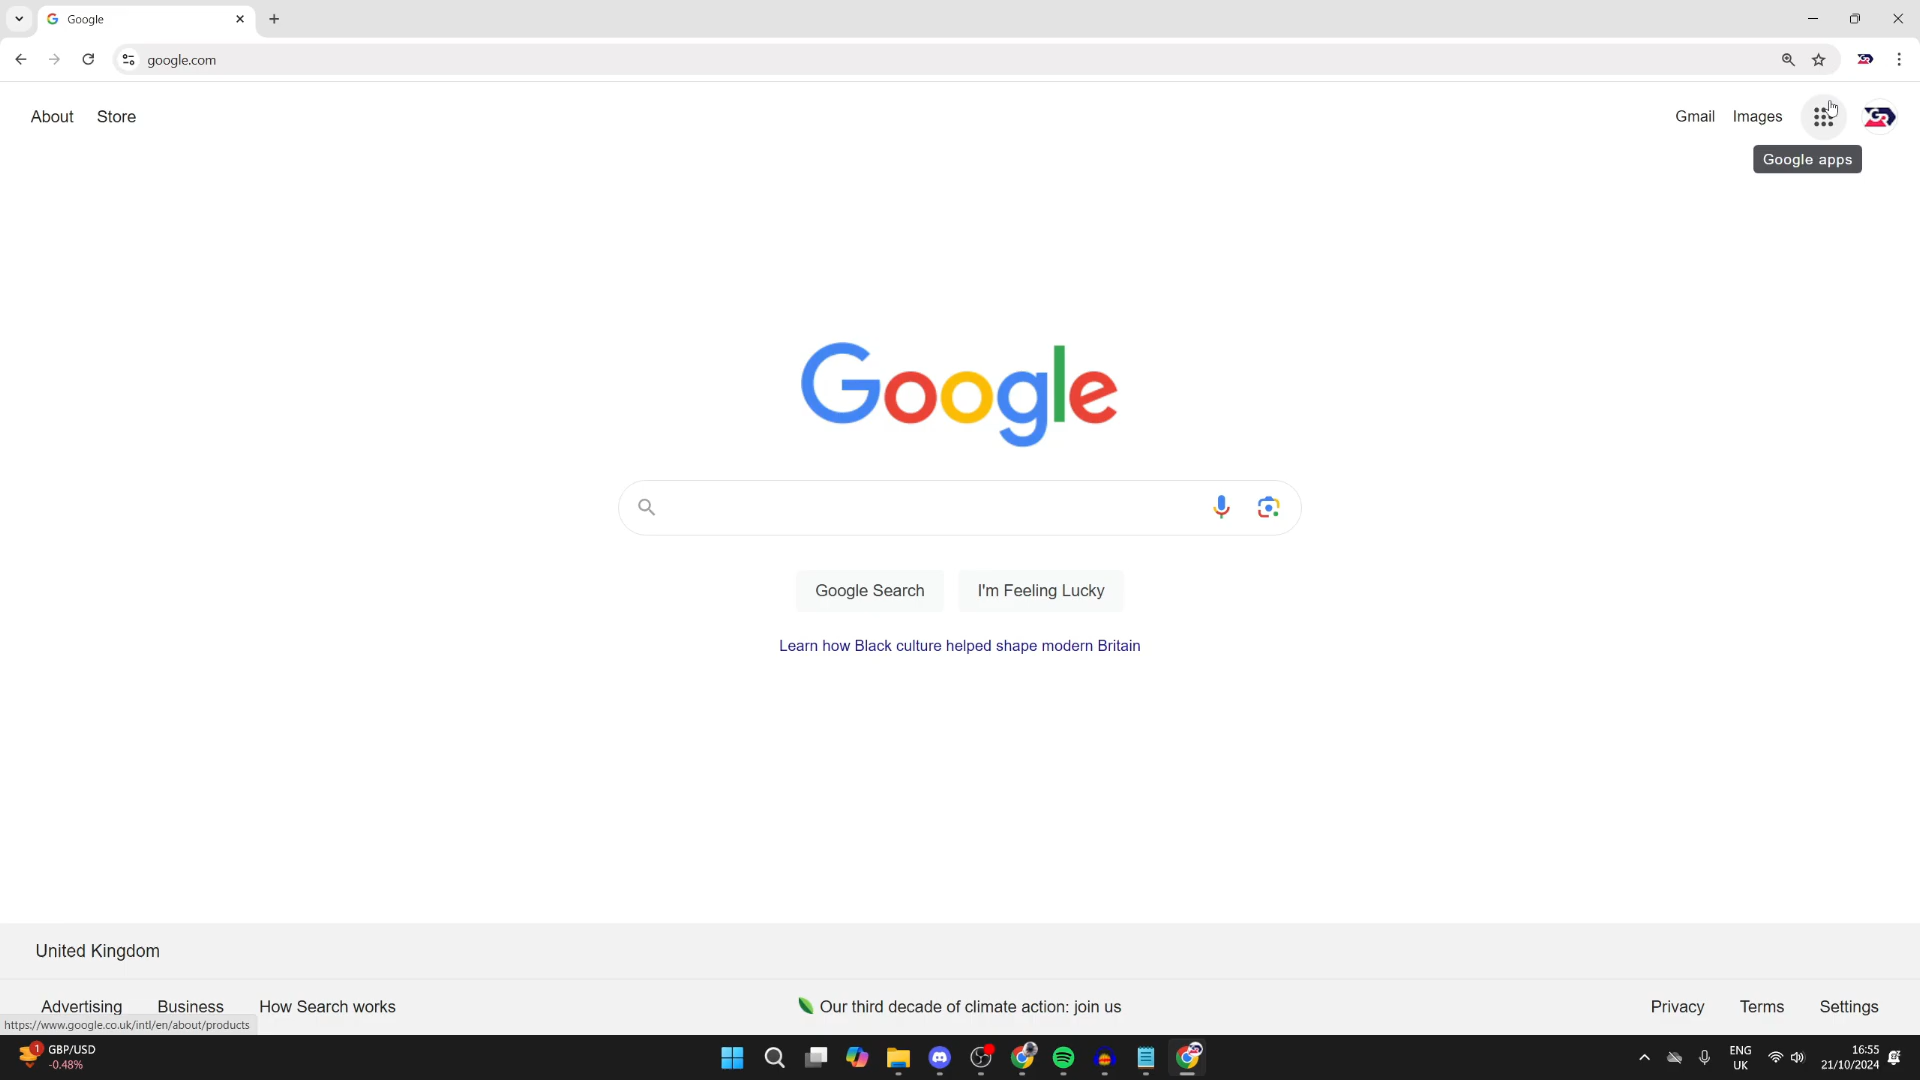 Google
google.com
About
Store
Gmail
Images
Google apps
Google
Google Search
I'm Feeling Lucky
Learn how Black culture helped shape modern Britain
United Kingdom
Advertising
Business
How Search works
Our third decade of climate action: join us
Privacy
Terms
Settings
https://www.google.co.uk/intl/en/about/products
1
GBP/USD
-0.48%
ENG
UK
16:55
21/10/2024